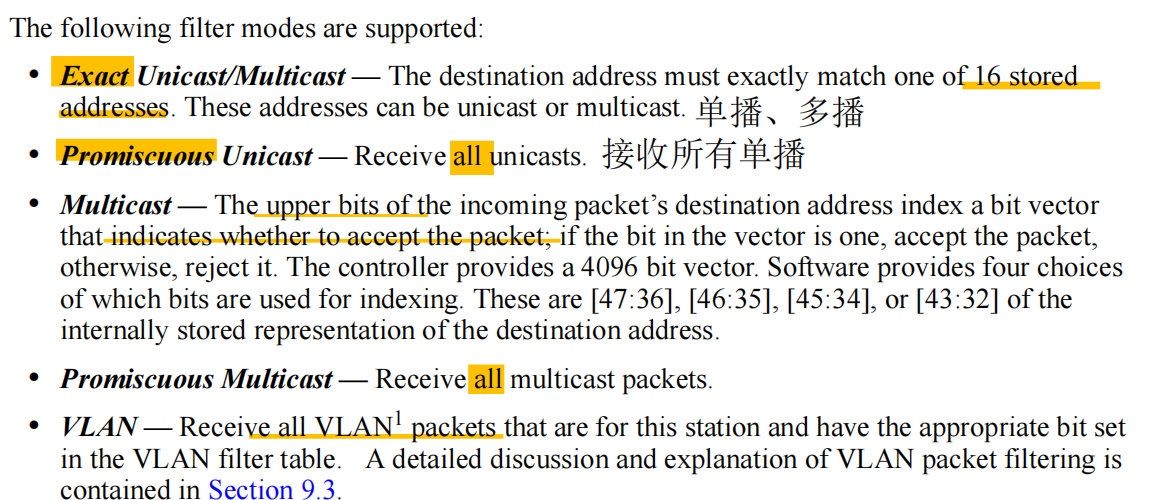 The following filter modes are supported:
• Exact Unicast/Multicast — The destination address must exactly match one of 16 stored
addresses. These addresses can be unicast or multicast. 单播、多播
• Promiscuous Unicast — Receive all unicasts. 接收所有单播
• Multicast — The upper bits of the incoming packet’s destination address index a bit vector
that indicates whether to accept the packet; if the bit in the vector is one, accept the packet,
otherwise, reject it. The controller provides a 4096 bit vector. Software provides four choices
of which bits are used for indexing. These are [47:36], [46:35], [45:34], or [43:32] of the
internally stored representation of the destination address.
• Promiscuous Multicast — Receive all multicast packets.
• VLAN — Receive all VLAN1 packets that are for this station and have the appropriate bit set
in the VLAN filter table. A detailed discussion and explanation of VLAN packet filtering is
contained in Section 9.3.